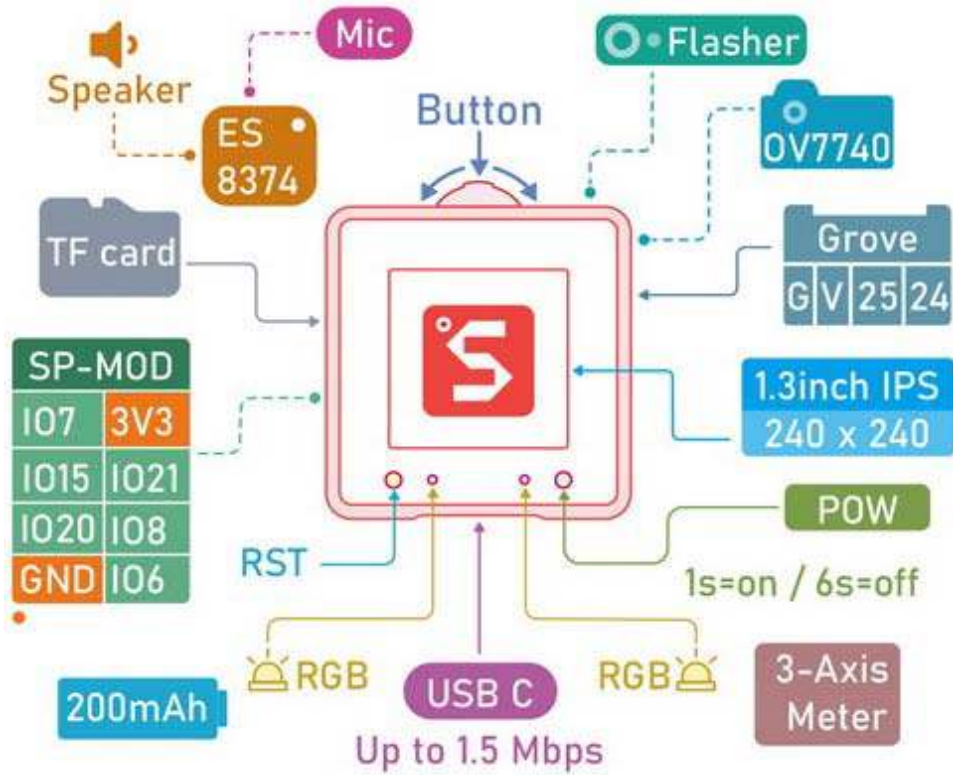 Mic
Flasher
Speaker
Button
ES
8374
OV7740
TF card
Grove
G V 25 24
SP-MOD
IO7 3V3
IO15 IO21
IO20 IO8
GND IO6
1.3inch IPS
240 x 240
POW
RST
1s=on / 6s=off
RGB
RGB
3-Axis
Meter
200mAh
USB C
Up to 1.5 Mbps